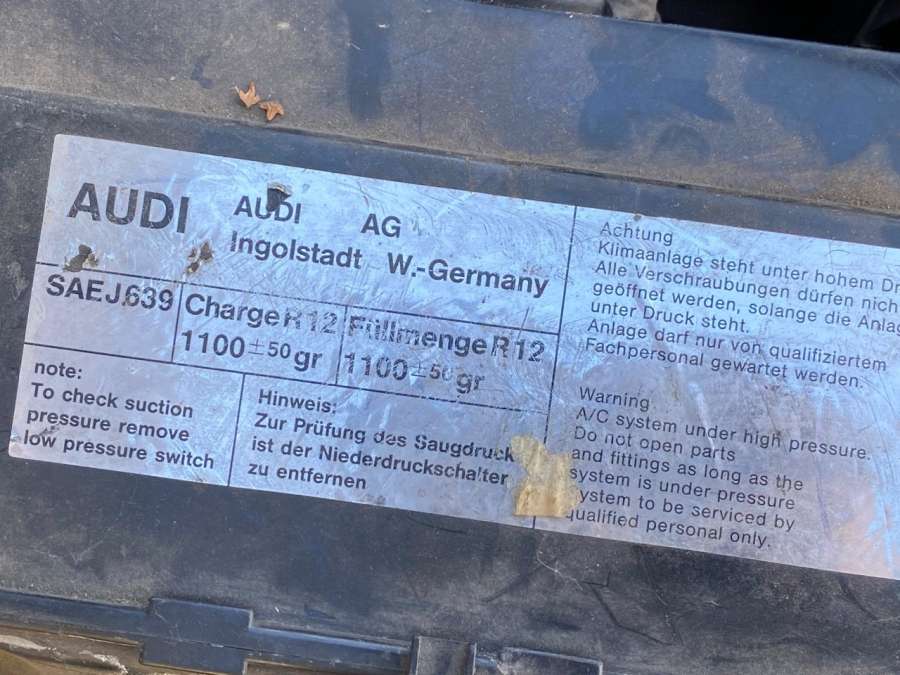 AUDI
AUDI AG
Ingolstadt W.-Germany
SAEJ639
Charge R12
1100±50 gr
Füllmenge R12
1100±50 gr
note:
To check suction
pressure remove
low pressure switch
Hinweis:
Zur Prüfung des Saugdruck
ist der Niederdruckschalter
zu entfernen
Achtung
Klimaanlage steht unter hohem
Alle Verschraubungen dürfen
geöffnet werden, solange die
unter Druck steht.
Anlage darf nur von qualifiziertem
Fachpersonal gewartet werden.
Warning
A/C system under high pressure.
Do not open parts
and fittings as long as the
system is under pressure
system to be serviced by
qualified personal only.